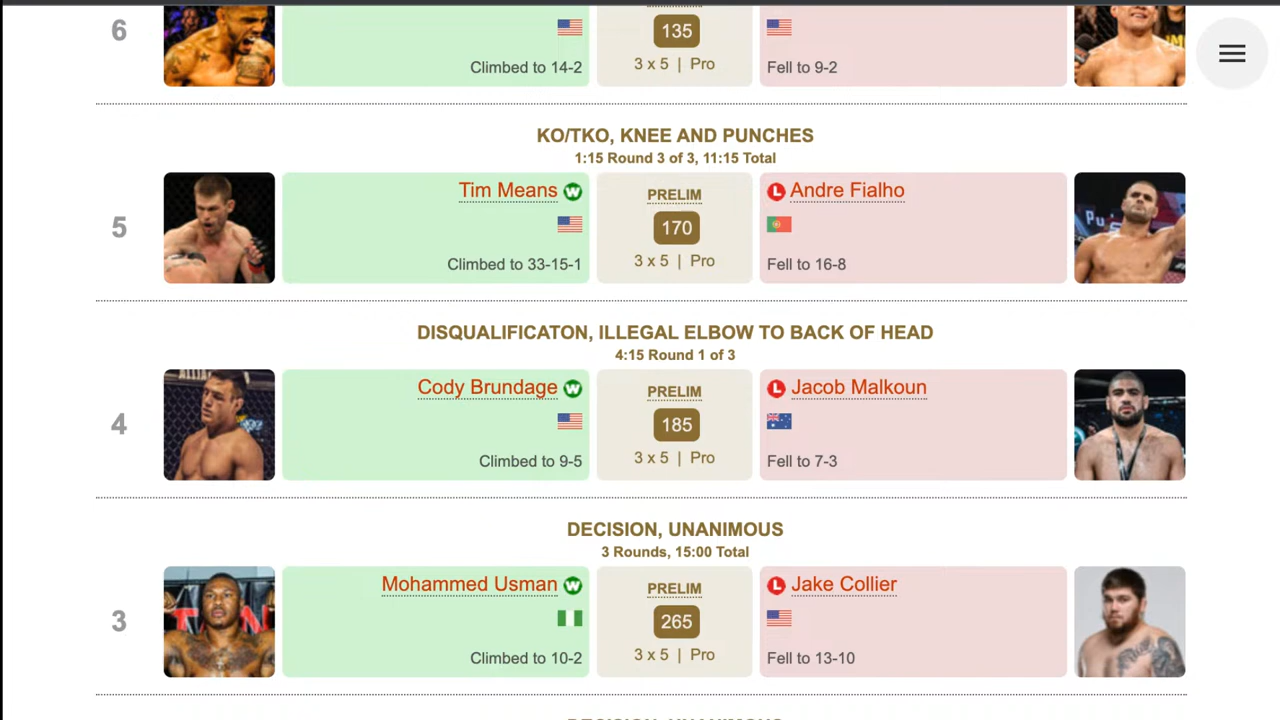 6
135
3 x 5 | Pro
Climbed to 14-2
Fell to 9-2
KO/TKO, KNEE AND PUNCHES
1:15 Round 3 of 3, 11:15 Total
5
Tim Means W
PRELIM
L Andre Fialho
170
Climbed to 33-15-1
3 x 5 | Pro
Fell to 16-8
DISQUALIFICATON, ILLEGAL ELBOW TO BACK OF HEAD
4:15 Round 1 of 3
4
Cody Brundage W
PRELIM
L Jacob Malkoun
185
Climbed to 9-5
3 x 5 | Pro
Fell to 7-3
DECISION, UNANIMOUS
3 Rounds, 15:00 Total
3
Mohammed Usman W
PRELIM
L Jake Collier
265
Climbed to 10-2
3 x 5 | Pro
Fell to 13-10